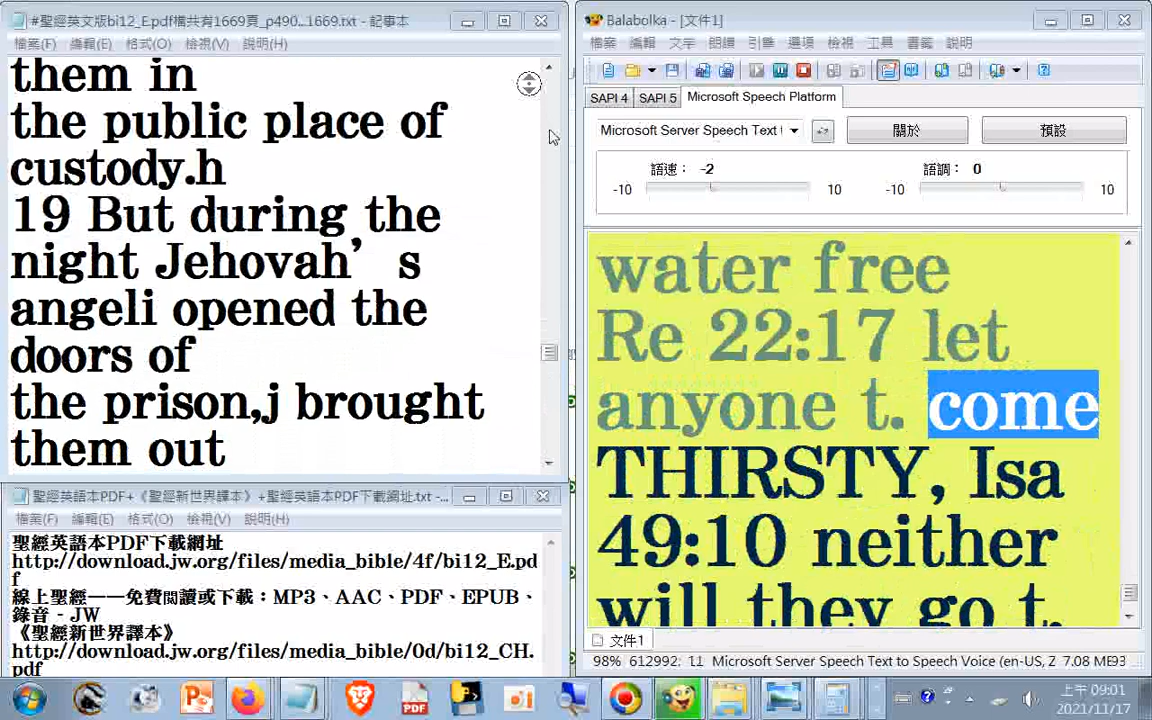 #聖經英文版bi12_E.pdf檔共有1669頁_p490...1669.txt - 記事本
檔案(F) 編輯(E) 格式(O) 檢視(V) 說明(H)
them in
the public place of
custody.h
19 But during the
night Jehovah’s
angeli opened the
doors of
the prison,j brought
them out
聖經英語本PDF+《聖經新世界譯本》+聖經英語本PDF下載網址.txt -...
檔案(F) 編輯(E) 格式(O) 檢視(V) 說明(H)
聖經英語本PDF下載網址
http://download.jw.org/files/media_bible/4f/bi12_E.pd
f
線上聖經——免費閱讀或下載：MP3、AAC、PDF、EPUB、
錄音 - JW
《聖經新世界譯本》
http://download.jw.org/files/media_bible/0d/bi12_CH.
pdf
Balabolka - [文件1]
檔案 編輯 文字 朗讀 引擎 選項 檢視 工具 書籤 說明
SAPI 4 SAPI 5 Microsoft Speech Platform
Microsoft Server Speech Text 關於 預設
語速： -2 語調： 0
-10 10 -10 10
water free
Re 22:17 let
anyone t. come
THIRSTY, Isa
49:10 neither
will they go t.
文件1
98% 612992: 11 Microsoft Server Speech Text to Speech Voice (en-US, Z 7.08 ME93
上午 09:01
2021/11/17